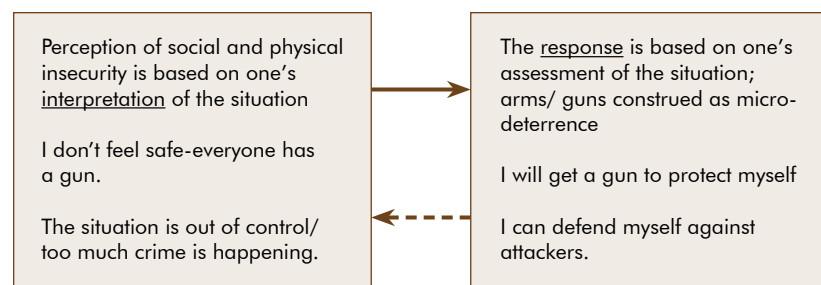 Perception of social and physical
insecurity is based on one's
interpretation of the situation
I don't feel safe-everyone has
a gun.
The situation is out of control/
too much crime is happening.
The response is based on one's
assessment of the situation;
arms/ guns construed as micro-
deterrence
I will get a gun to protect myself
I can defend myself against
attackers.